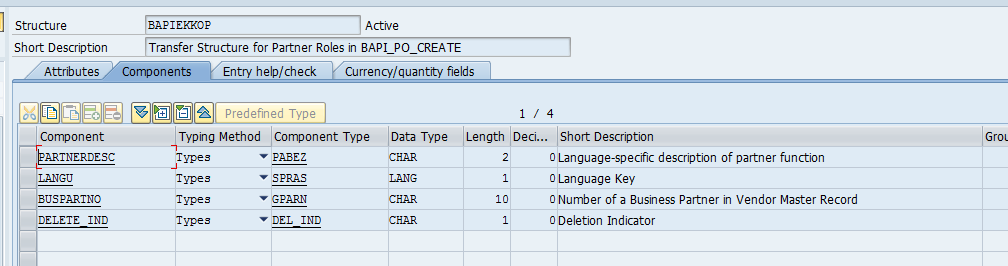 Structure BAPIEKKOP Active
Short Description Transfer Structure for Partner Roles in BAPI_PO_CREATE
Attributes Components Entry help/check Currency/quantity fields
Predefined Type 1 / 4
Component Typing Method Component Type Data Type Length Deci... Short Description Grou
PARTNERDESC Types PABEZ CHAR 2 0 Language-specific description of partner function
LANGU Types SPRAS LANG 1 0 Language Key
BUSPARTNO Types GPARN CHAR 10 0 Number of a Business Partner in Vendor Master Record
DELETE_IND Types DEL_IND CHAR 1 0 Deletion Indicator